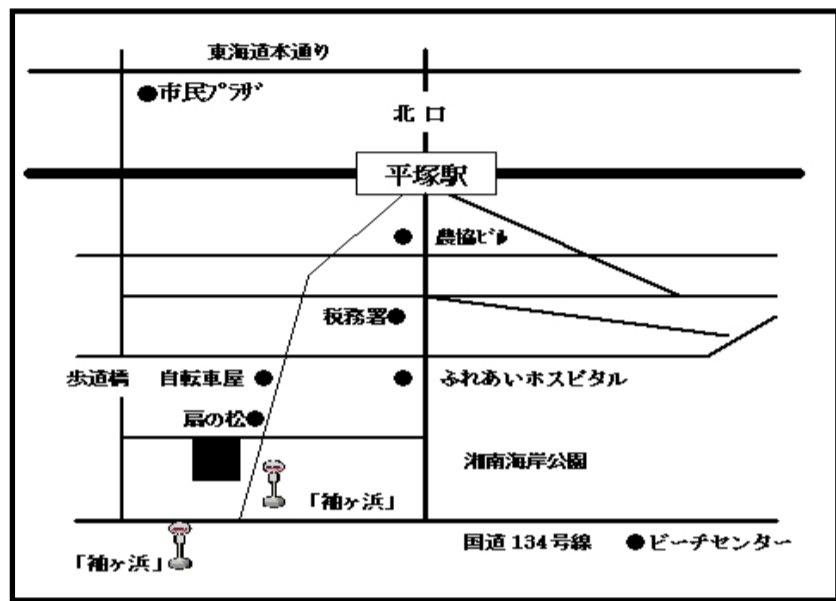 東海道本通り
●市民プラザ
北口
平塚駅
●農協ビル
税務署●
歩道橋 自転車屋● ●ふれあいホスピタル
扇の松●
湘南海岸公園
「袖ヶ浜」
国道134号線 ●ビーチセンター
「袖ヶ浜」